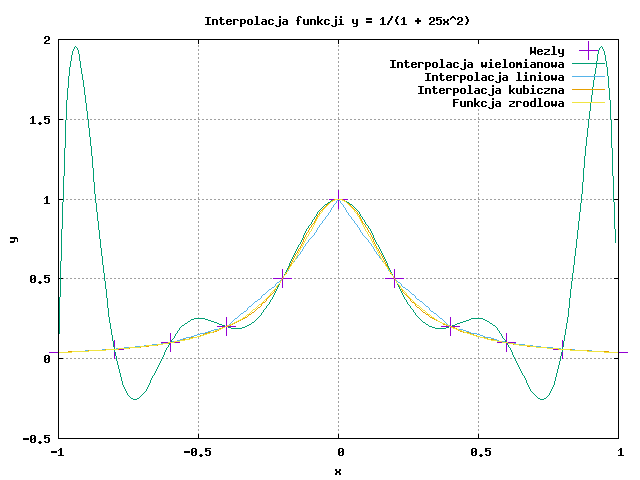 Interpolacja funkcji y = 1/(1 + 25x^2)
Wezly
Interpolacja wielomianowa
Interpolacja liniowa
Interpolacja kubiczna
Funkcja zrodlowa
2
1.5
1
0.5
0
-0.5
y
-1
-0.5
0
0.5
1
x